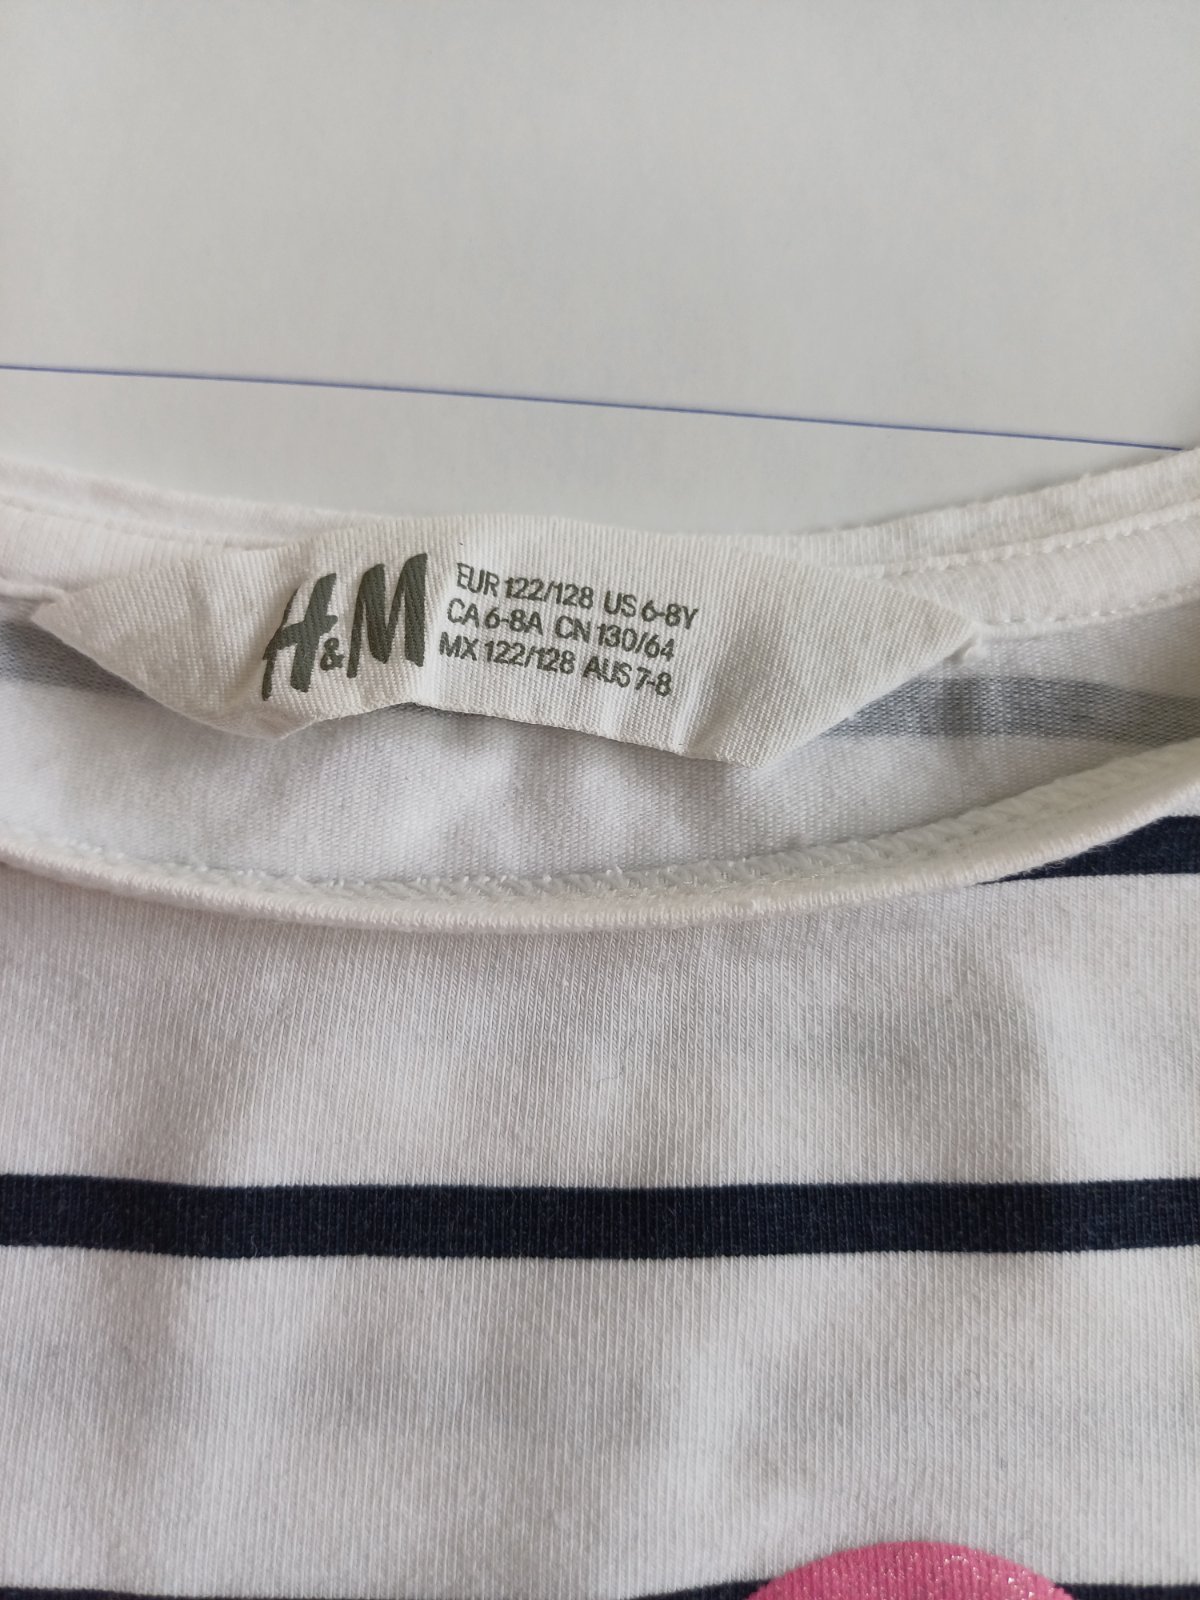 H&M
EUR 122/128 US 6-8Y
CA 6-8A CN 130/64
MX 122/128 AUS 7-8